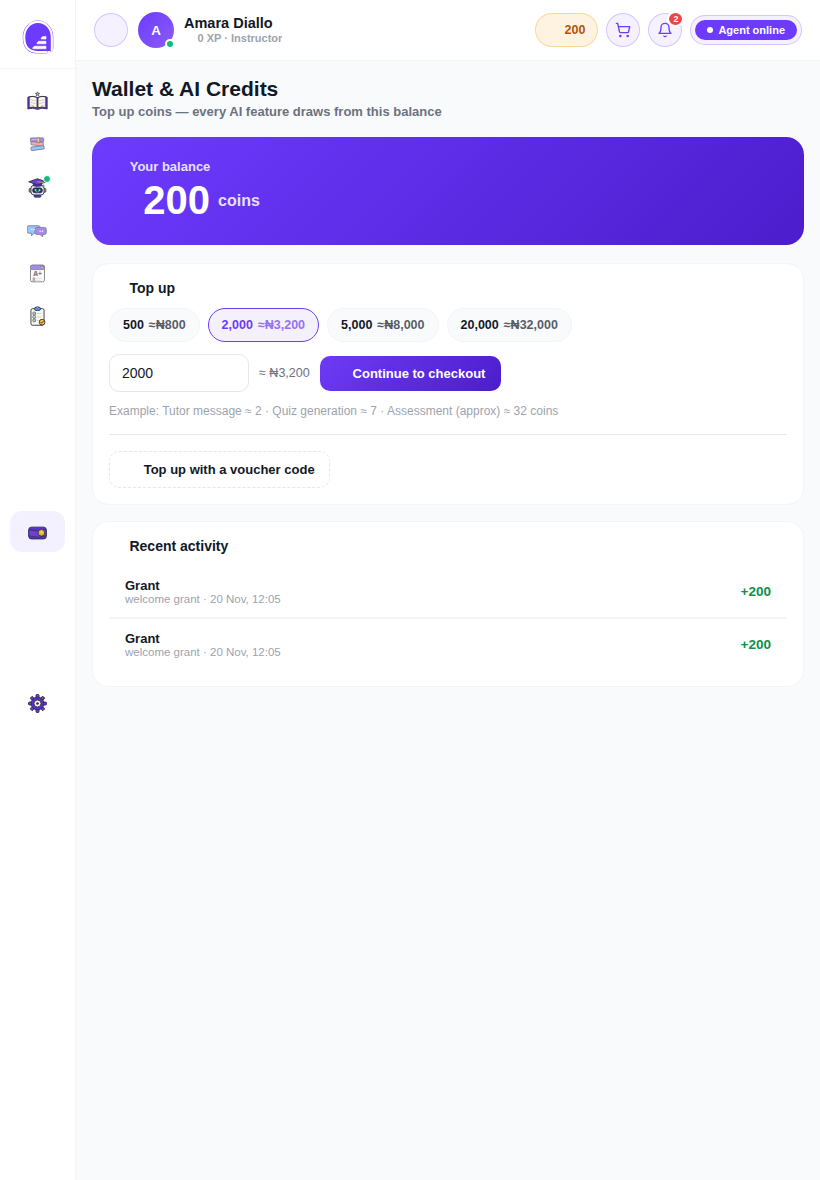 A
Amara Diallo
0 XP · Instructor
200
2
Agent online
Wallet & AI Credits
Top up coins — every AI feature draws from this balance
Your balance
200 coins
Top up
500 ≈₦800
2,000 ≈₦3,200
5,000 ≈₦8,000
20,000 ≈₦32,000
2000
≈ ₦3,200
Continue to checkout
Example: Tutor message ≈ 2 · Quiz generation ≈ 7 · Assessment (approx) ≈ 32 coins
Top up with a voucher code
Recent activity
Grant
welcome grant · 20 Nov, 12:05
+200
Grant
welcome grant · 20 Nov, 12:05
+200